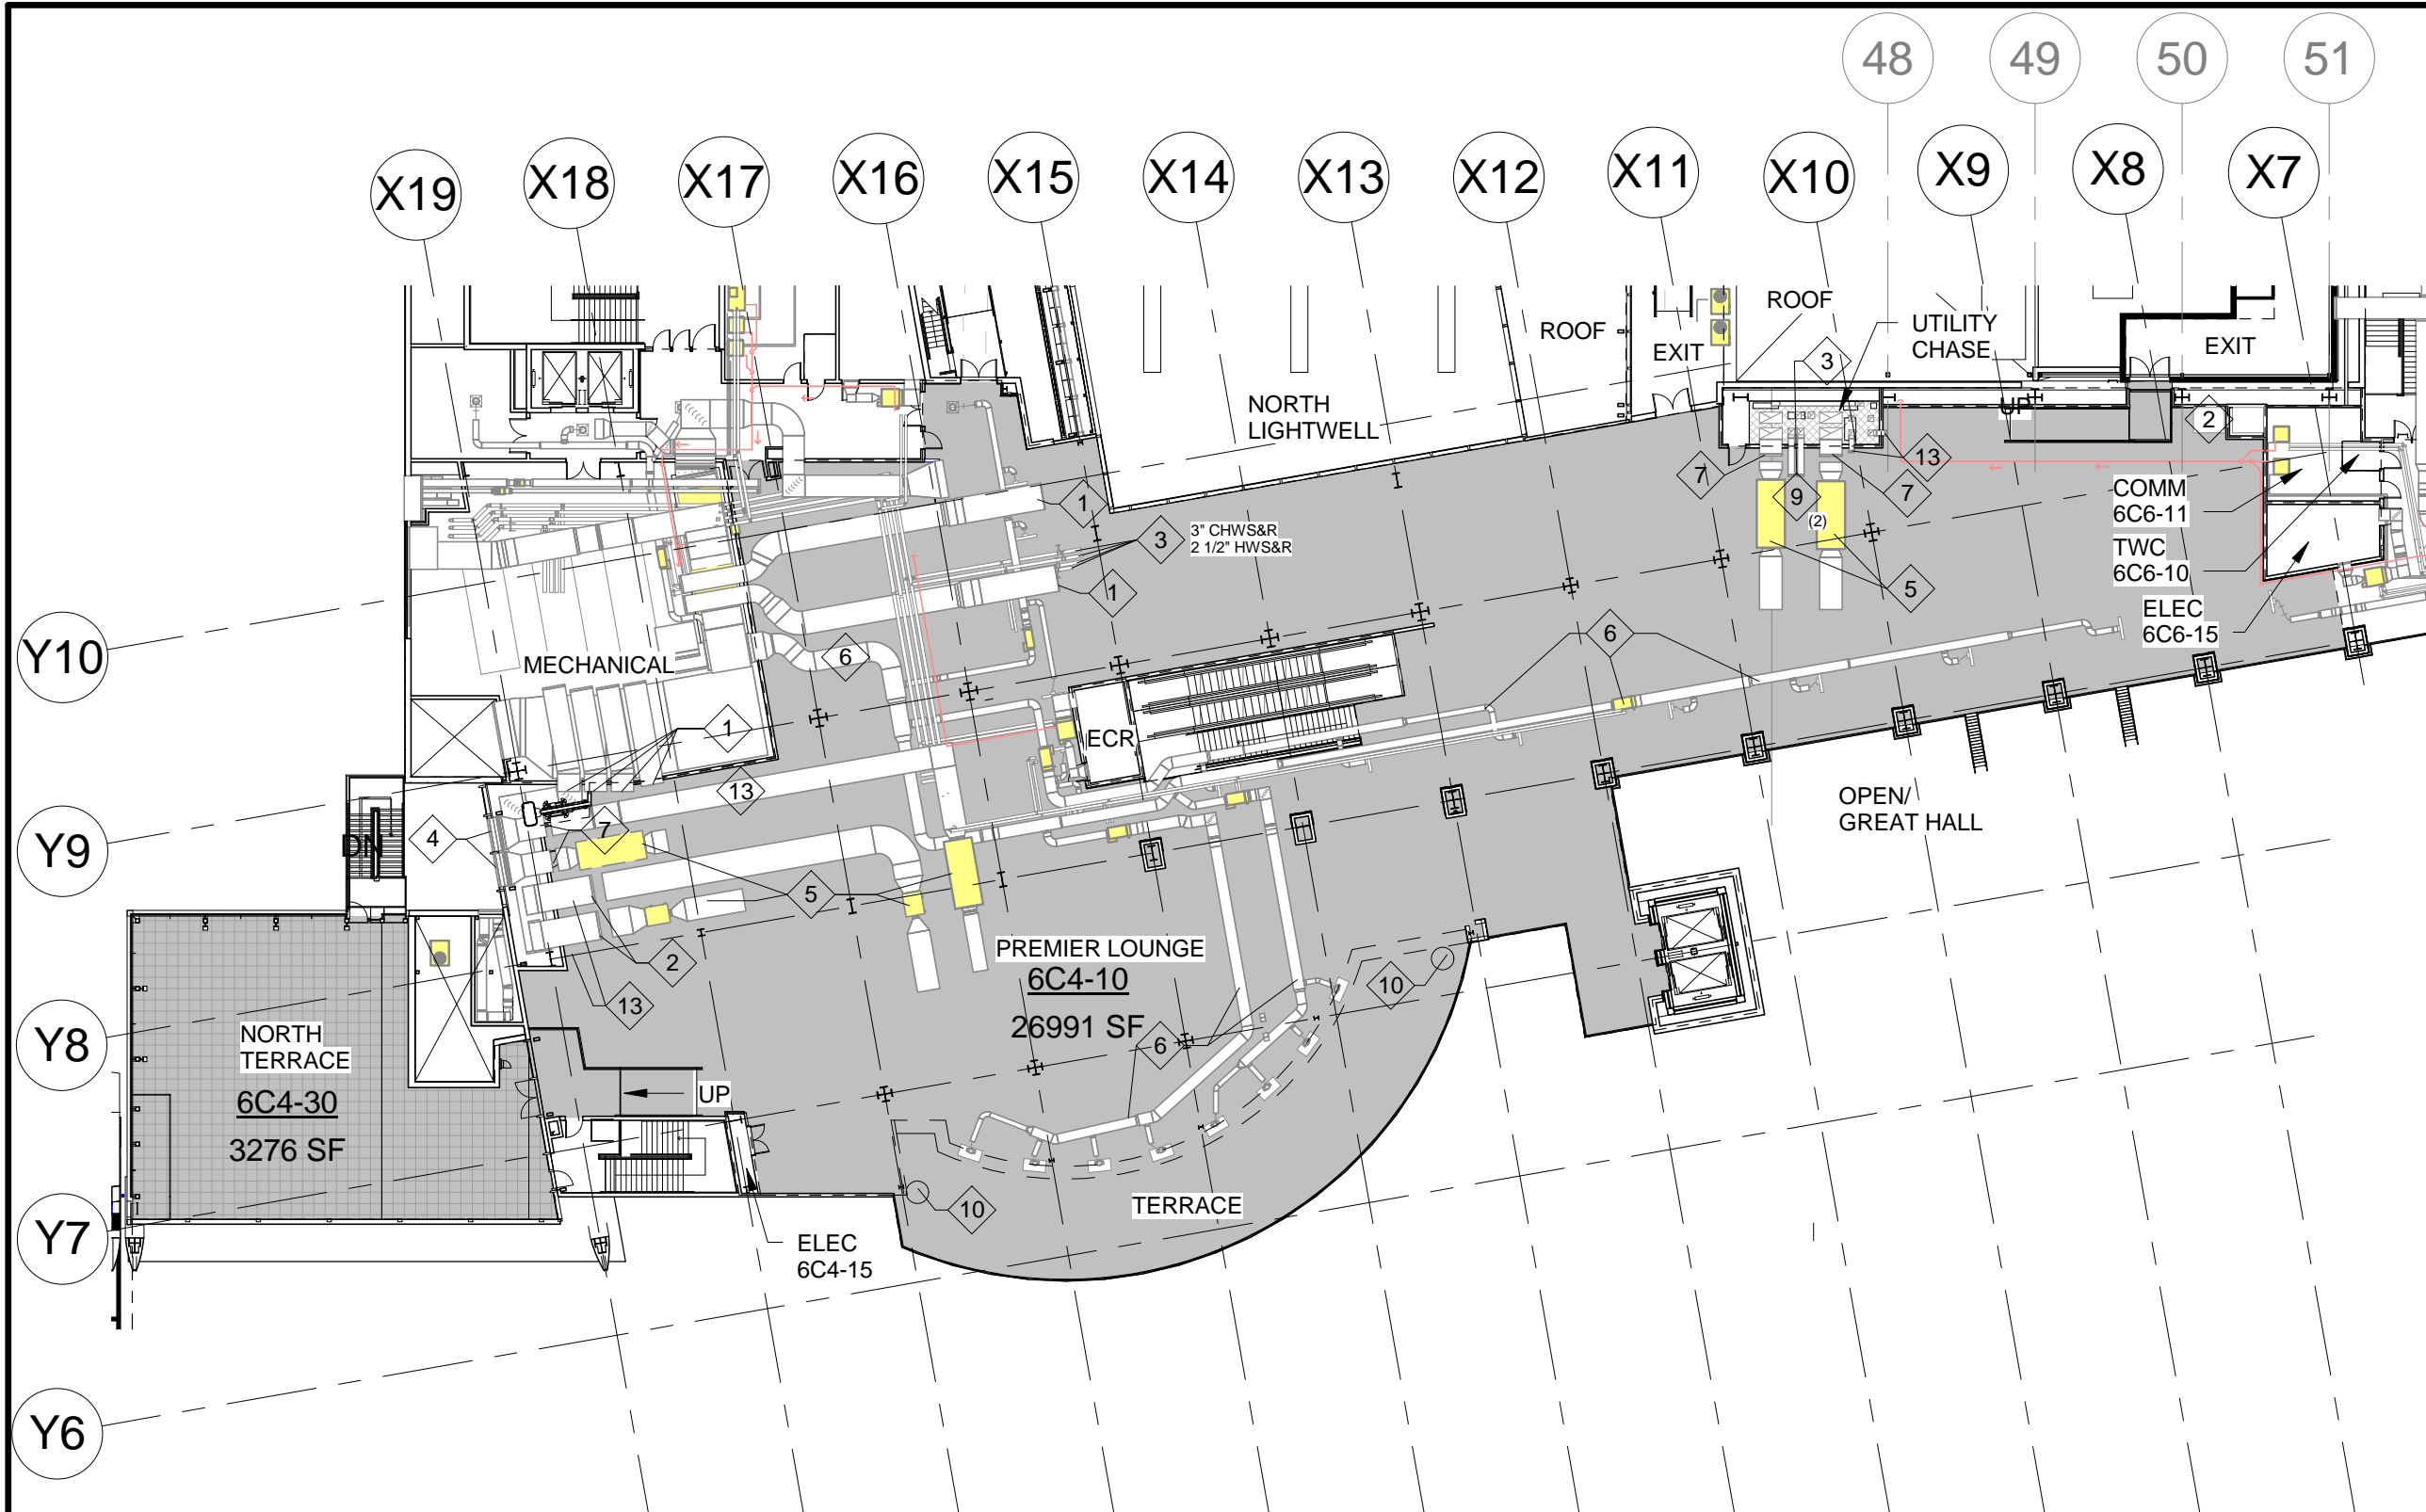 48
49
50
51
X19
X18
X17
X16
X15
X14
X13
X12
X11
X10
X9
X8
X7
ROOF
ROOF
UTILITY
CHASE
EXIT
EXIT
3
NORTH
LIGHTWELL
UP
2
13
7
9
7
(2)
COMM
6C6-11
1
3
3" CHWS&R
2 1/2" HWS&R
TWC
6C6-10
1
5
ELEC
6C6-15
Y10
MECHANICAL
6
6
1
ECR
13
OPEN/
GREAT HALL
Y9
DN
4
7
5
PREMIER LOUNGE
6C4-10
26991 SF
2
10
13
Y8
NORTH
TERRACE
6C4-30
3276 SF
6
UP
10
TERRACE
Y7
ELEC
6C4-15
Y6